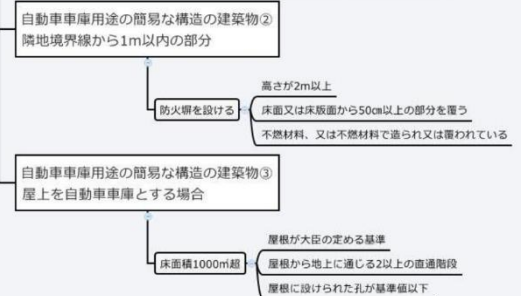 自動車車庫用途の簡易な構造の建築物②
隣地境界線から1m以内の部分
防火塀を設ける
高さが2m以上
床面又は床版面から50㎝以上の部分を覆う
不燃材料、又は不燃材料で造られ又は覆われている
自動車車庫用途の簡易な構造の建築物③
屋上を自動車車庫とする場合
床面積1000㎡超
屋根が大臣の定める基準
屋根から地上に通じる2以上の直通階段
屋根に設けられた孔が基準値以下